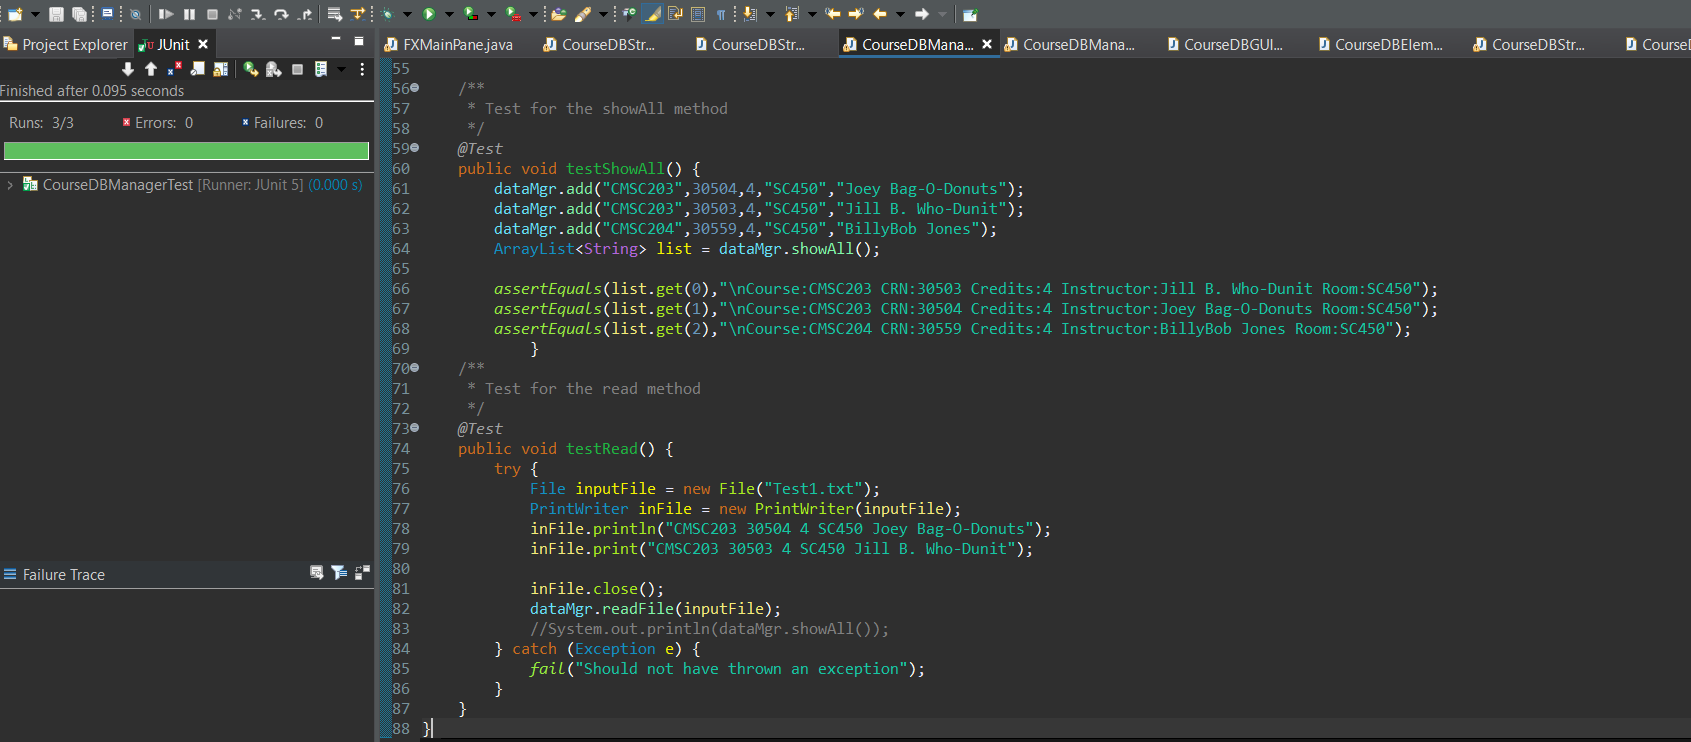 Project Explorer JUnit
Finished after 0.095 seconds
Runs: 3/3 Errors: 0 Failures: 0
CourseDBManagerTest [Runner: JUnit 5] (0.000 s)
Failure Trace
FXMainPane.java CourseDBStr... CourseDBStr... CourseDBMana... CourseDBMana... CourseDBGUI... CourseDBElem... CourseDBStr... CourseI
55
56 /**
57 * Test for the showAll method
58 */
59 @Test
60 public void testShowAll() {
61 dataMgr.add("CMSC203",30504,4,"SC450","Joey Bag-O-Donuts");
62 dataMgr.add("CMSC203",30503,4,"SC450","Jill B. Who-Dunit");
63 dataMgr.add("CMSC204",30559,4,"SC450","BillyBob Jones");
64 ArrayList<String> list = dataMgr.showAll();
65
66 assertEquals(list.get(0),"\nCourse:CMSC203 CRN:30503 Credits:4 Instructor:Jill B. Who-Dunit Room:SC450");
67 assertEquals(list.get(1),"\nCourse:CMSC203 CRN:30504 Credits:4 Instructor:Joey Bag-O-Donuts Room:SC450");
68 assertEquals(list.get(2),"\nCourse:CMSC204 CRN:30559 Credits:4 Instructor:BillyBob Jones Room:SC450");
69 }
70 /**
71 * Test for the read method
72 */
73 @Test
74 public void testRead() {
75 try {
76 File inputFile = new File("Test1.txt");
77 PrintWriter inFile = new PrintWriter(inputFile);
78 inFile.println("CMSC203 30504 4 SC450 Joey Bag-O-Donuts");
79 inFile.print("CMSC203 30503 4 SC450 Jill B. Who-Dunit");
80
81 inFile.close();
82 dataMgr.readFile(inputFile);
83 //System.out.println(dataMgr.showAll());
84 } catch (Exception e) {
85 fail("Should not have thrown an exception");
86 }
87 }
88 }